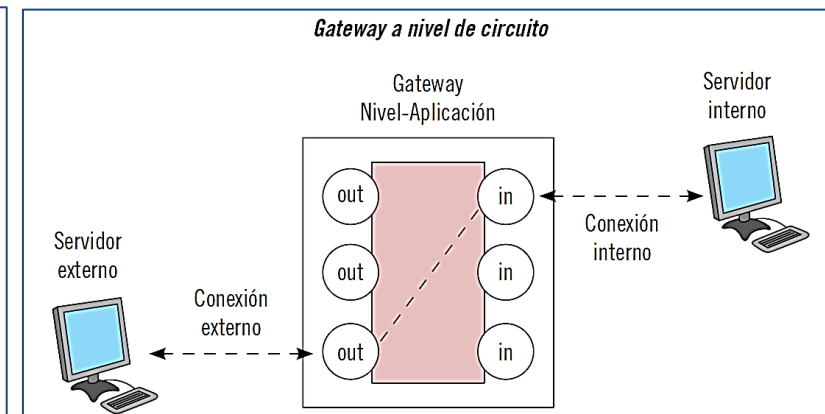 Gateway a nivel de circuito
Gateway
Nivel-Aplicación
Servidor
interno
out
in
Conexión
interno
Servidor
externo
out
in
Conexión
externo
out
in